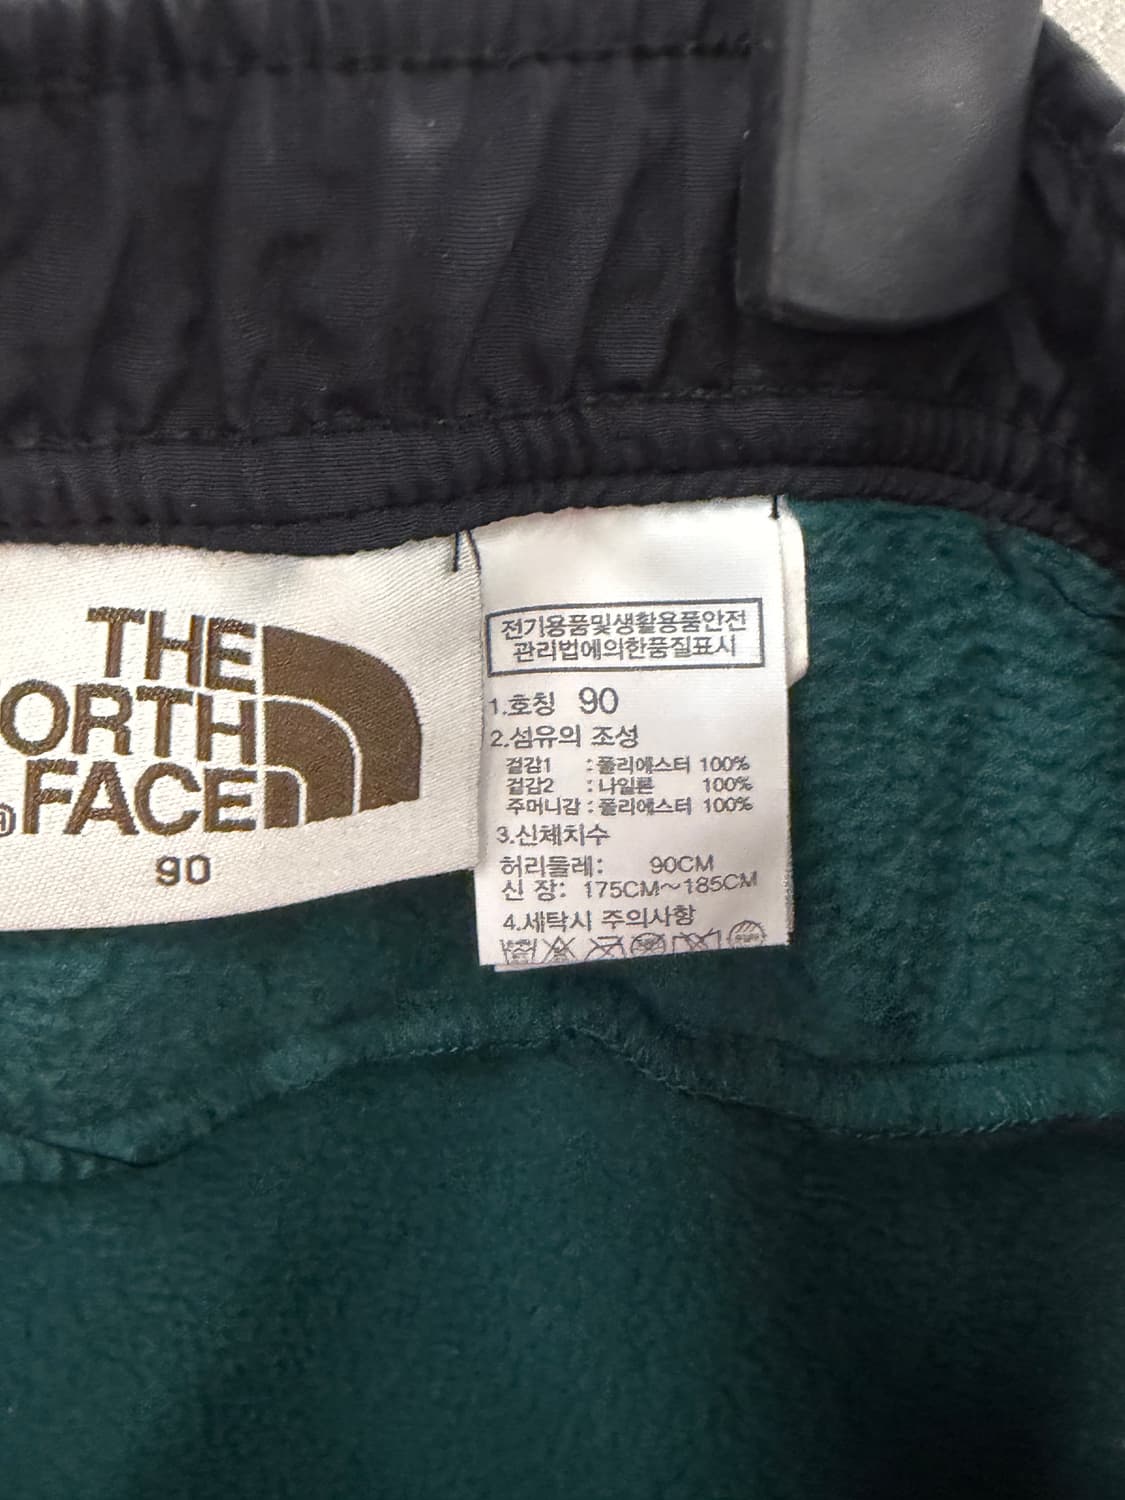 THE
ORTH
FACE
90
전기용품및생활용품안전
관리법에의한품질표시
1.호칭 90
2.섬유의 조성
겉감1 :폴리에스터 100%
겉감2 :나일론 100%
주머니감:폴리에스터 100%
3.신체치수
허리둘레: 90CM
신 장: 175CM~185CM
4.세탁시 주의사항